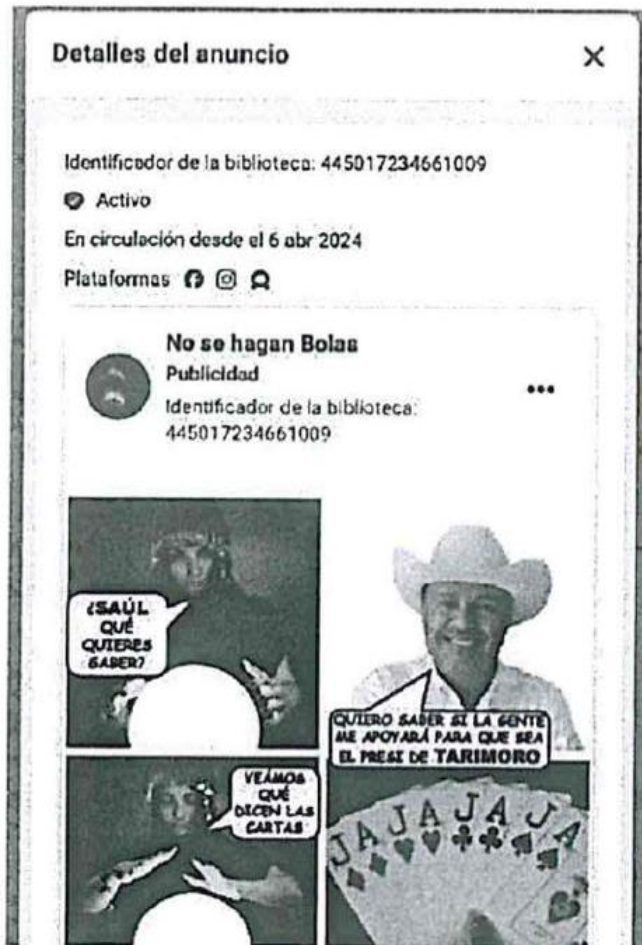 Detalles del anuncio
Identificador de la biblioteca: 445017234661009
Activo
En circulación desde el 6 abr 2024
Plataformas
No se hagan Bolas
Publicidad
Identificador de la biblioteca:
445017234661009
¿SAÚL
QUÉ
QUIERES
SABER?
QUIERO SABER SI LA GENTE
ME APOYARÁ PARA QUE SEA
EL PRESI DE TARIMORO
VEÁMOS
QUÉ
DICEN LAS
CARTAS
J A J A J A J A